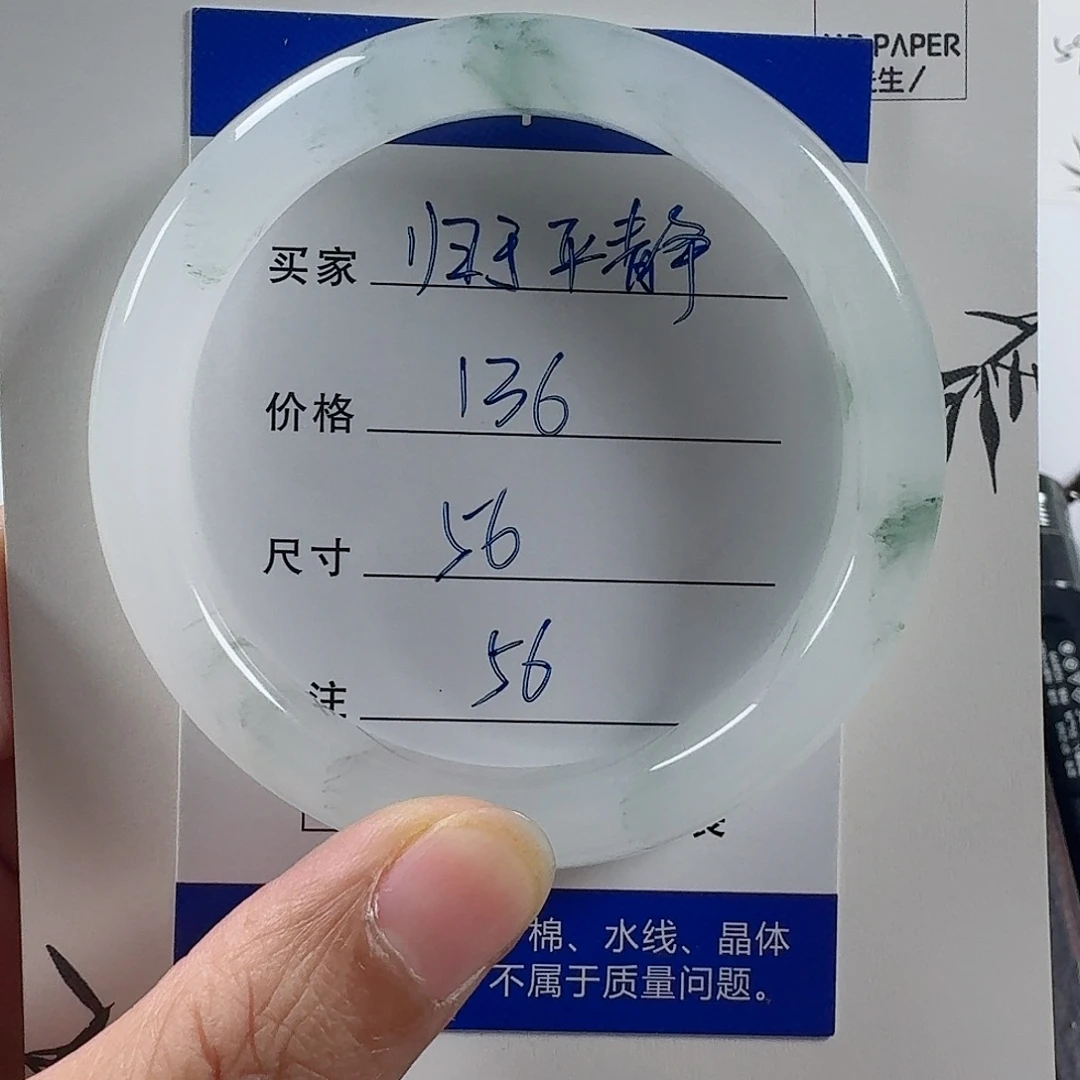 PAPER
生/
买家 归于平静
价格 136
尺寸 56
注 56
棉、水线、晶体
不属于质量问题。